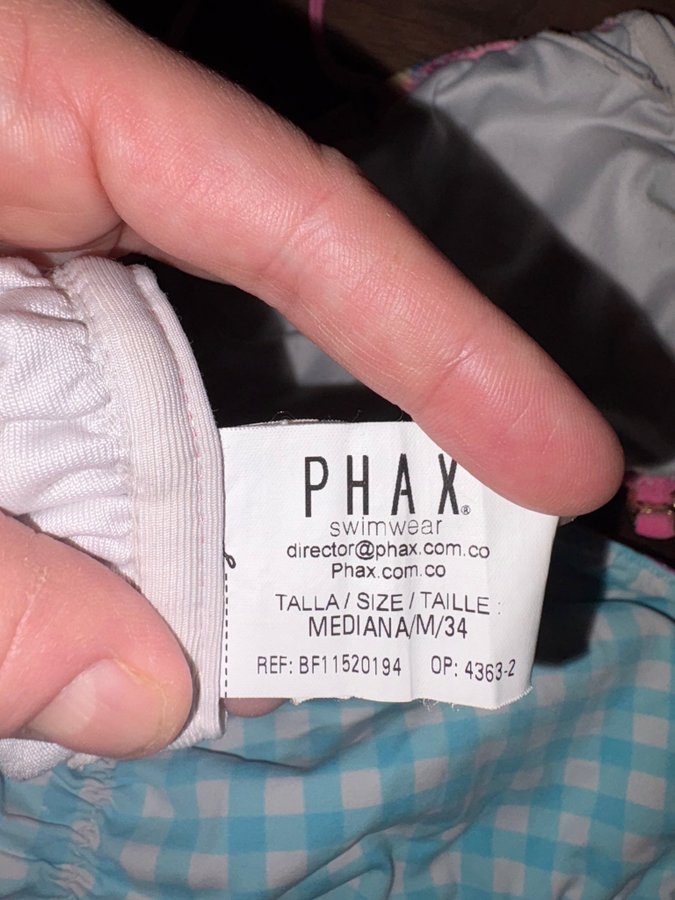 PHAX®
swimwear
director@phax.com.co
Phax.com.co
TALLA / SIZE / TAILLE :
MEDIANA/M/34
REF: BF11520194 OP: 4363-2